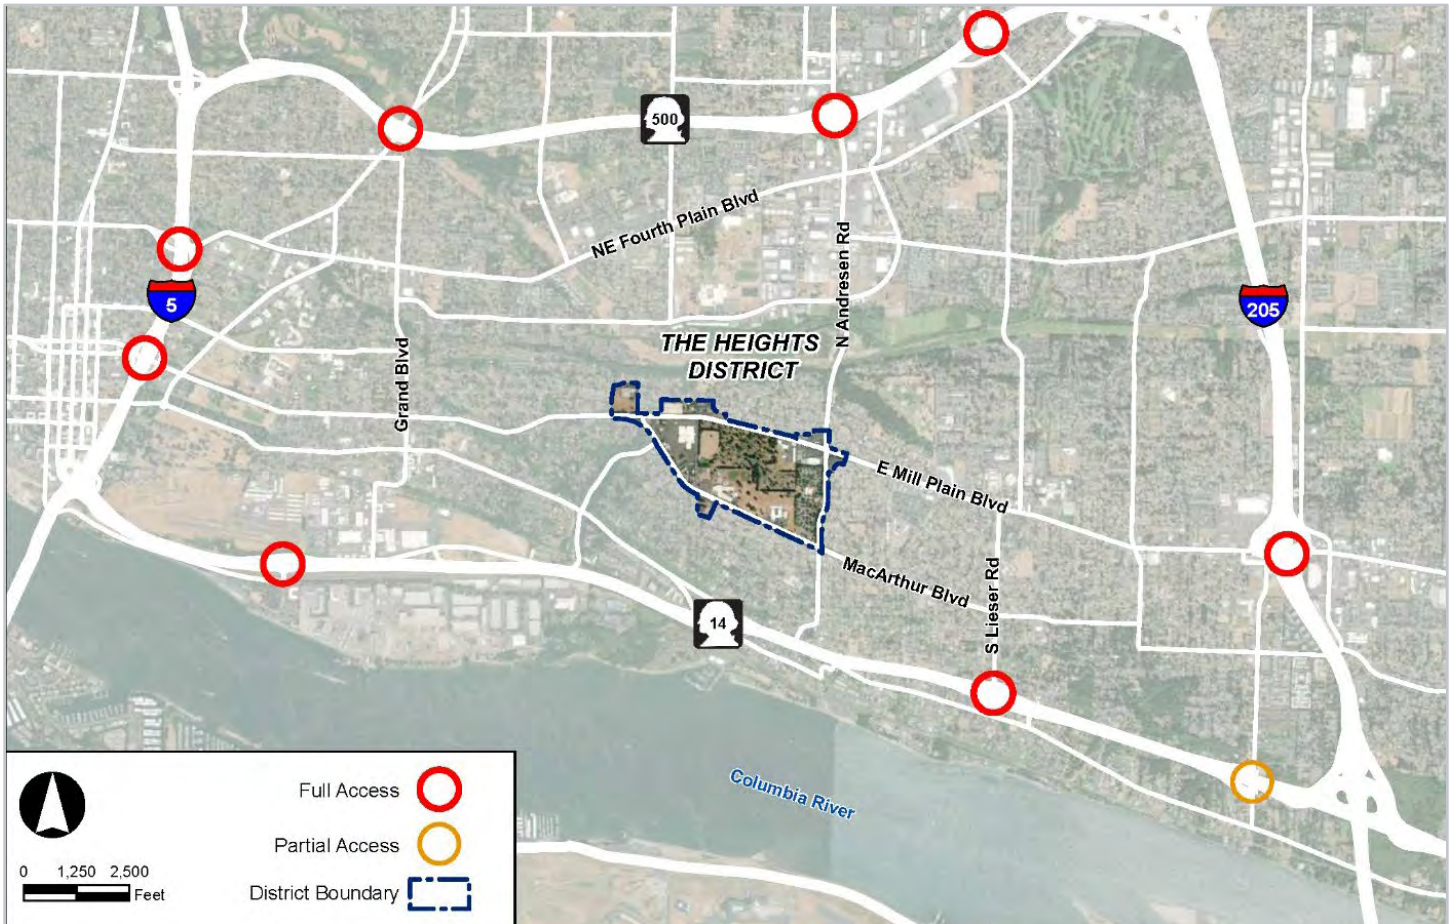 500
NE Fourth Plain Blvd
N Andresen Rd
5
205
THE HEIGHTS
DISTRICT
Grand Blvd
E Mill Plain Blvd
MacArthur Blvd
S Lieser Rd
14
Columbia River
Full Access
Partial Access
0 1,250 2,500
Feet
District Boundary